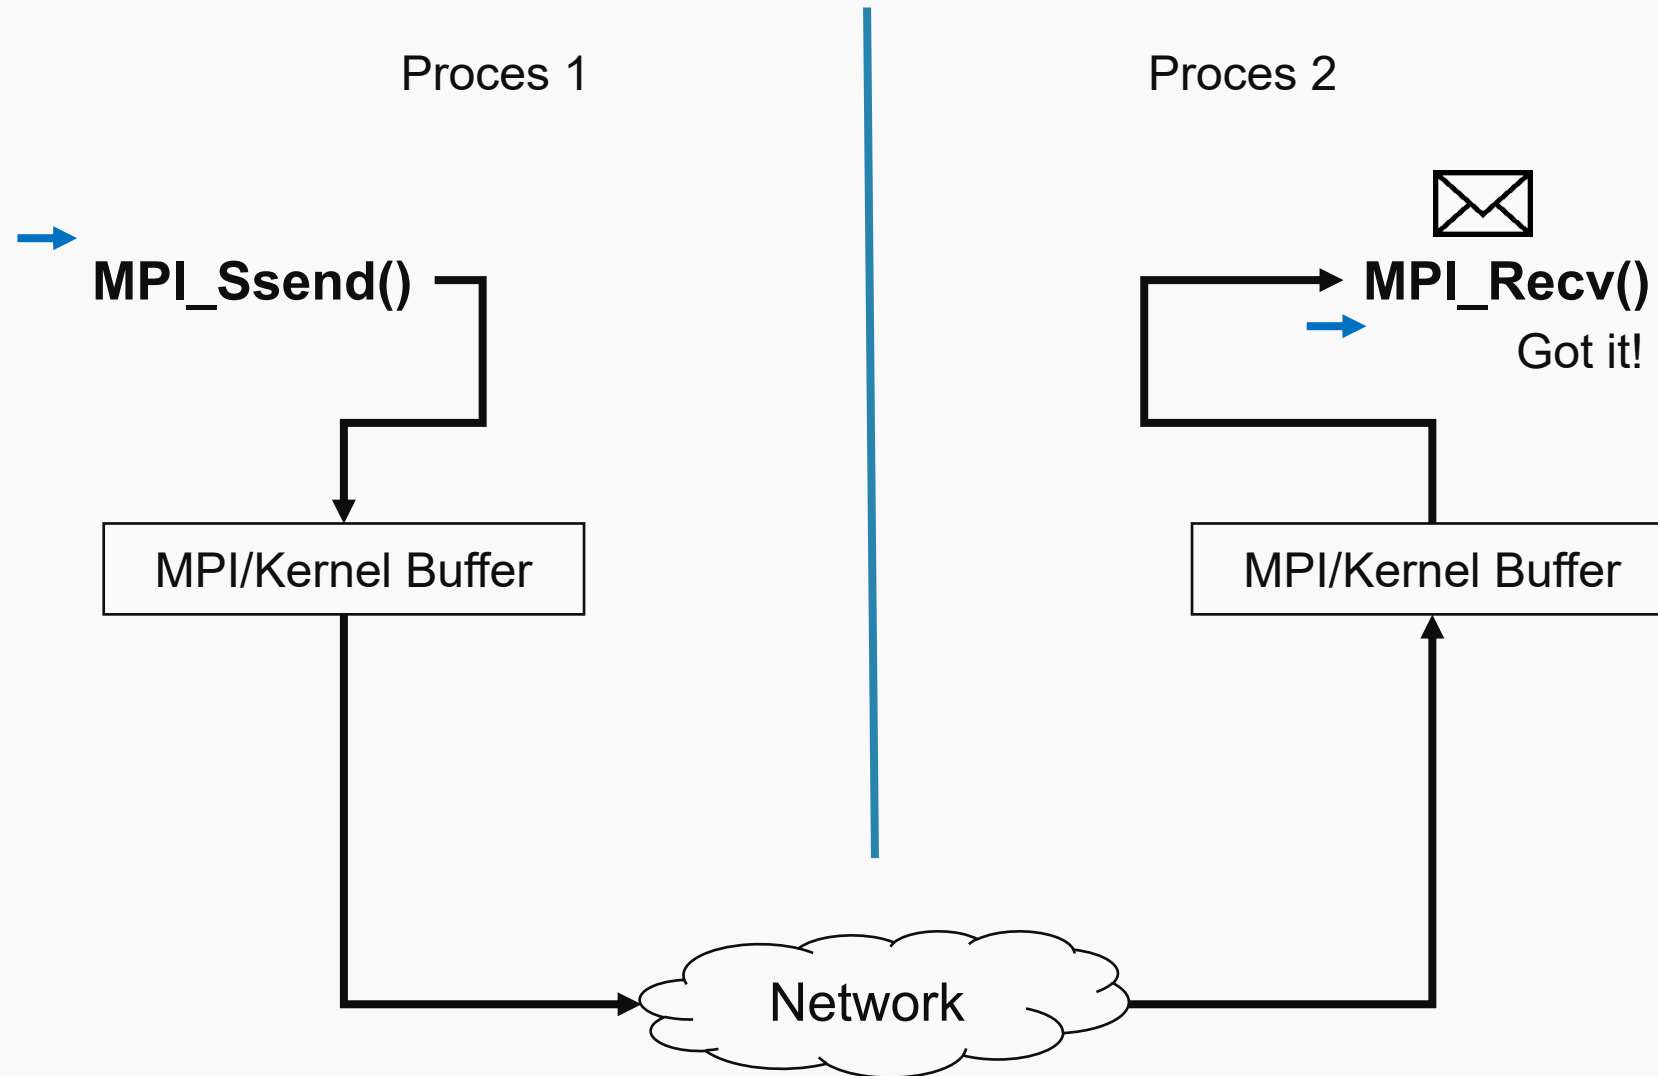 Proces 1
Proces 2
MPI_Ssend()
MPI_Recv()
Got it!
MPI/Kernel Buffer
MPI/Kernel Buffer
Network